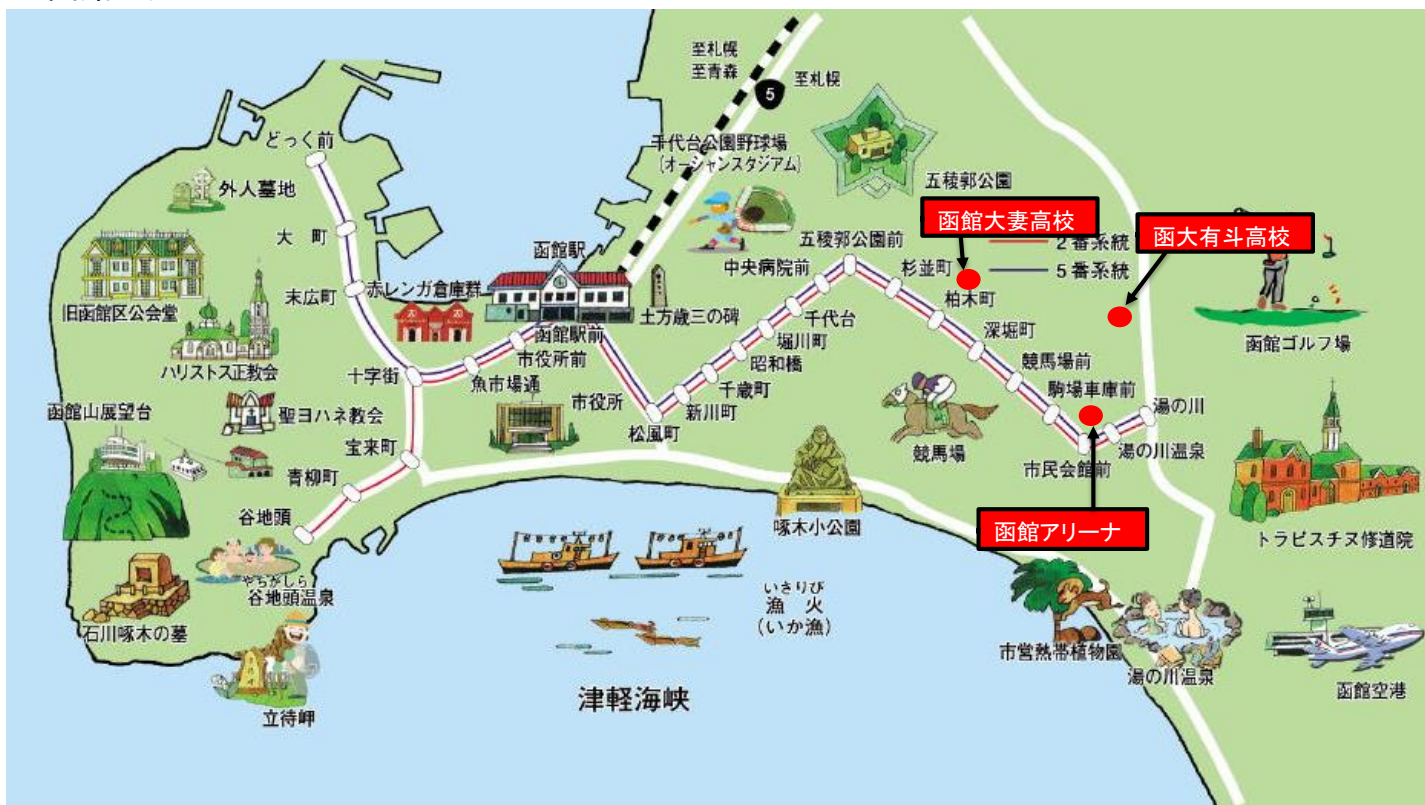 至札幌
至青森
至札幌
5
千代台公園野球場
(オーシャンスタジアム)
五稜郭公園
函館大妻高校
函大有斗高校
2番系統
5番系統
どっく前
外人墓地
大町
末広町
旧函館区公会堂
赤レンガ倉庫群
函館駅
函館駅前
土方歳三の碑
中央病院前
五稜郭公園前
杉並町
柏木町
深堀町
競馬場前
駒場車庫前
湯の川
湯の川温泉
市民会館前
函館アリーナ
函館ゴルフ場
千代台
堀川町
昭和橋
千歳町
新川町
松風町
市役所
市役所前
魚市場通
十字街
ハリストス正教会
函館山展望台
聖ヨハネ教会
宝来町
青柳町
谷地頭
やちがしら
谷地頭温泉
石川啄木の墓
立待岬
競馬場
啄木小公園
いさりび
漁火
(いか漁)
津軽海峡
市営熱帯植物園
湯の川温泉
トラピスチヌ修道院
函館空港